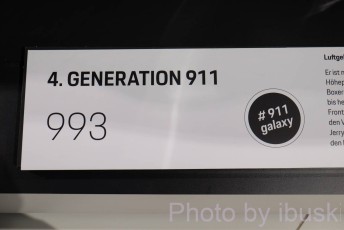 4. GENERATION 911
993
#911
galaxy
Luftge
Er ist n
Höhep
Boxer
bis he
Front
den V
Jerry
den
Photo by ibuski